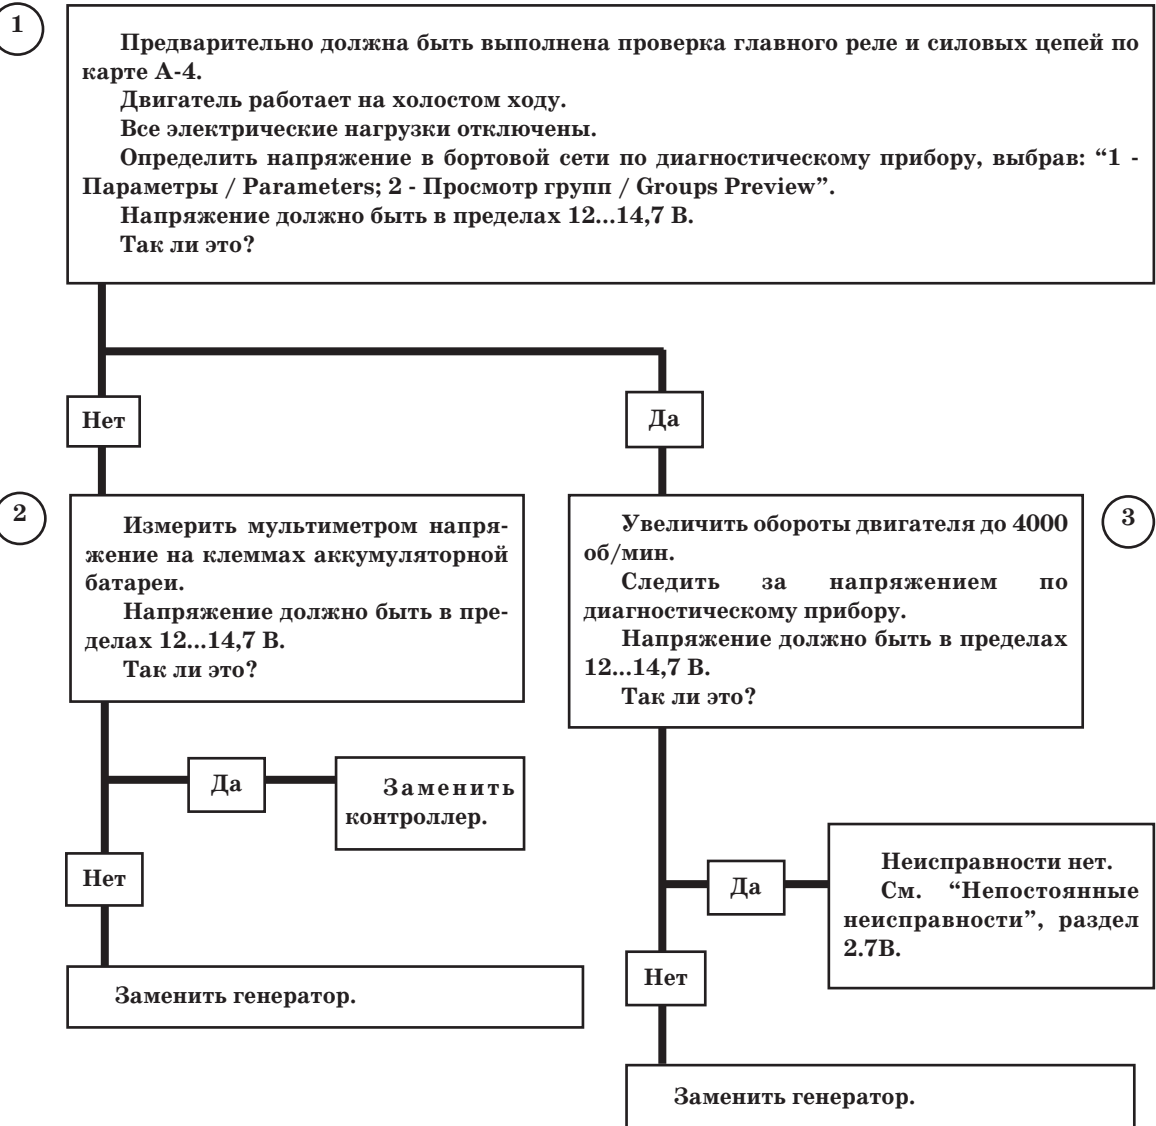 1
Предварительно должна быть выполнена проверка главного реле и силовых цепей по
карте А-4.
Двигатель работает на холостом ходу.
Все электрические нагрузки отключены.
Определить напряжение в бортовой сети по диагностическому прибору, выбрав: “1 -
Параметры / Parameters; 2 - Просмотр групп / Groups Preview”.
Напряжение должно быть в пределах 12...14,7 В.
Так ли это?
Нет
Да
2
Измерить мультиметром напря-
жение на клеммах аккумуляторной
батареи.
Напряжение должно быть в пре-
делах 12...14,7 В.
Так ли это?
3
Увеличить обороты двигателя до 4000
об/мин.
Следить за напряжением по
диагностическому прибору.
Напряжение должно быть в пределах
12...14,7 В.
Так ли это?
Да
Заменить
контроллер.
Нет
Заменить генератор.
Да
Неисправности нет.
См. “Непостоянные
неисправности”, раздел
2.7В.
Нет
Заменить генератор.